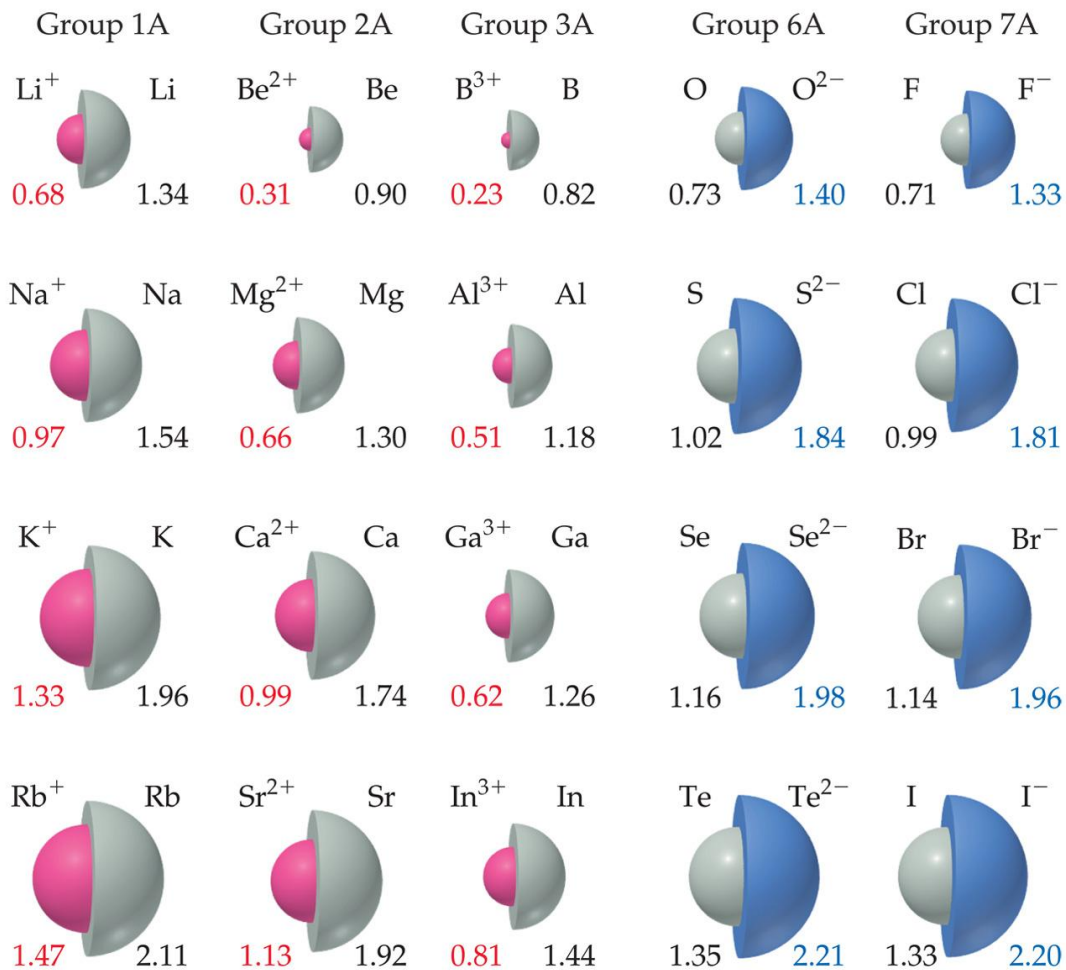 Group 1A Group 2A Group 3A Group 6A Group 7A
Li⁺ Li Be²⁺ Be B³⁺ B O O²⁻ F F⁻
0.68 1.34 0.31 0.90 0.23 0.82 0.73 1.40 0.71 1.33
Na⁺ Na Mg²⁺ Mg Al³⁺ Al S S²⁻ Cl Cl⁻
0.97 1.54 0.66 1.30 0.51 1.18 1.02 1.84 0.99 1.81
K⁺ K Ca²⁺ Ca Ga³⁺ Ga Se Se²⁻ Br Br⁻
1.33 1.96 0.99 1.74 0.62 1.26 1.16 1.98 1.14 1.96
Rb⁺ Rb Sr²⁺ Sr In³⁺ In Te Te²⁻ I I⁻
1.47 2.11 1.13 1.92 0.81 1.44 1.35 2.21 1.33 2.20